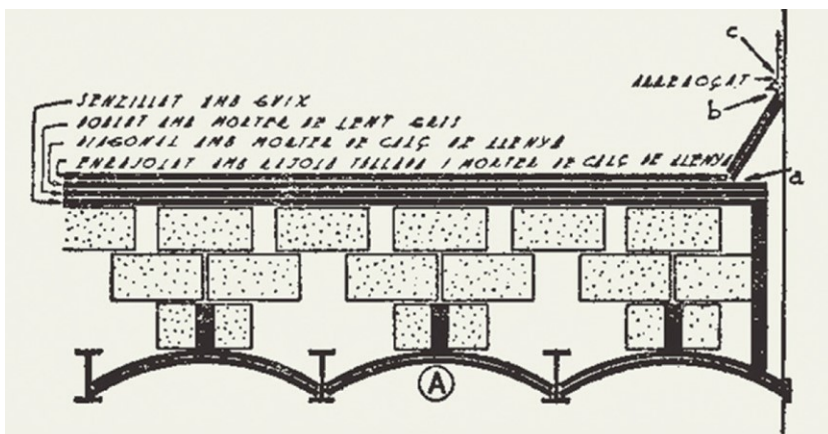 c
ARREBOÇAT
b
SENZILLAT AMB GUIX
DOBLAT AMB MORTER DE LENT GRIS
DIAGONAL AMB MORTER DE CALÇ DE LLENYA
ENRAJOLAT AMB RAJOLA TALLADA I MORTER DE CALÇ DE LLENYA
a
A